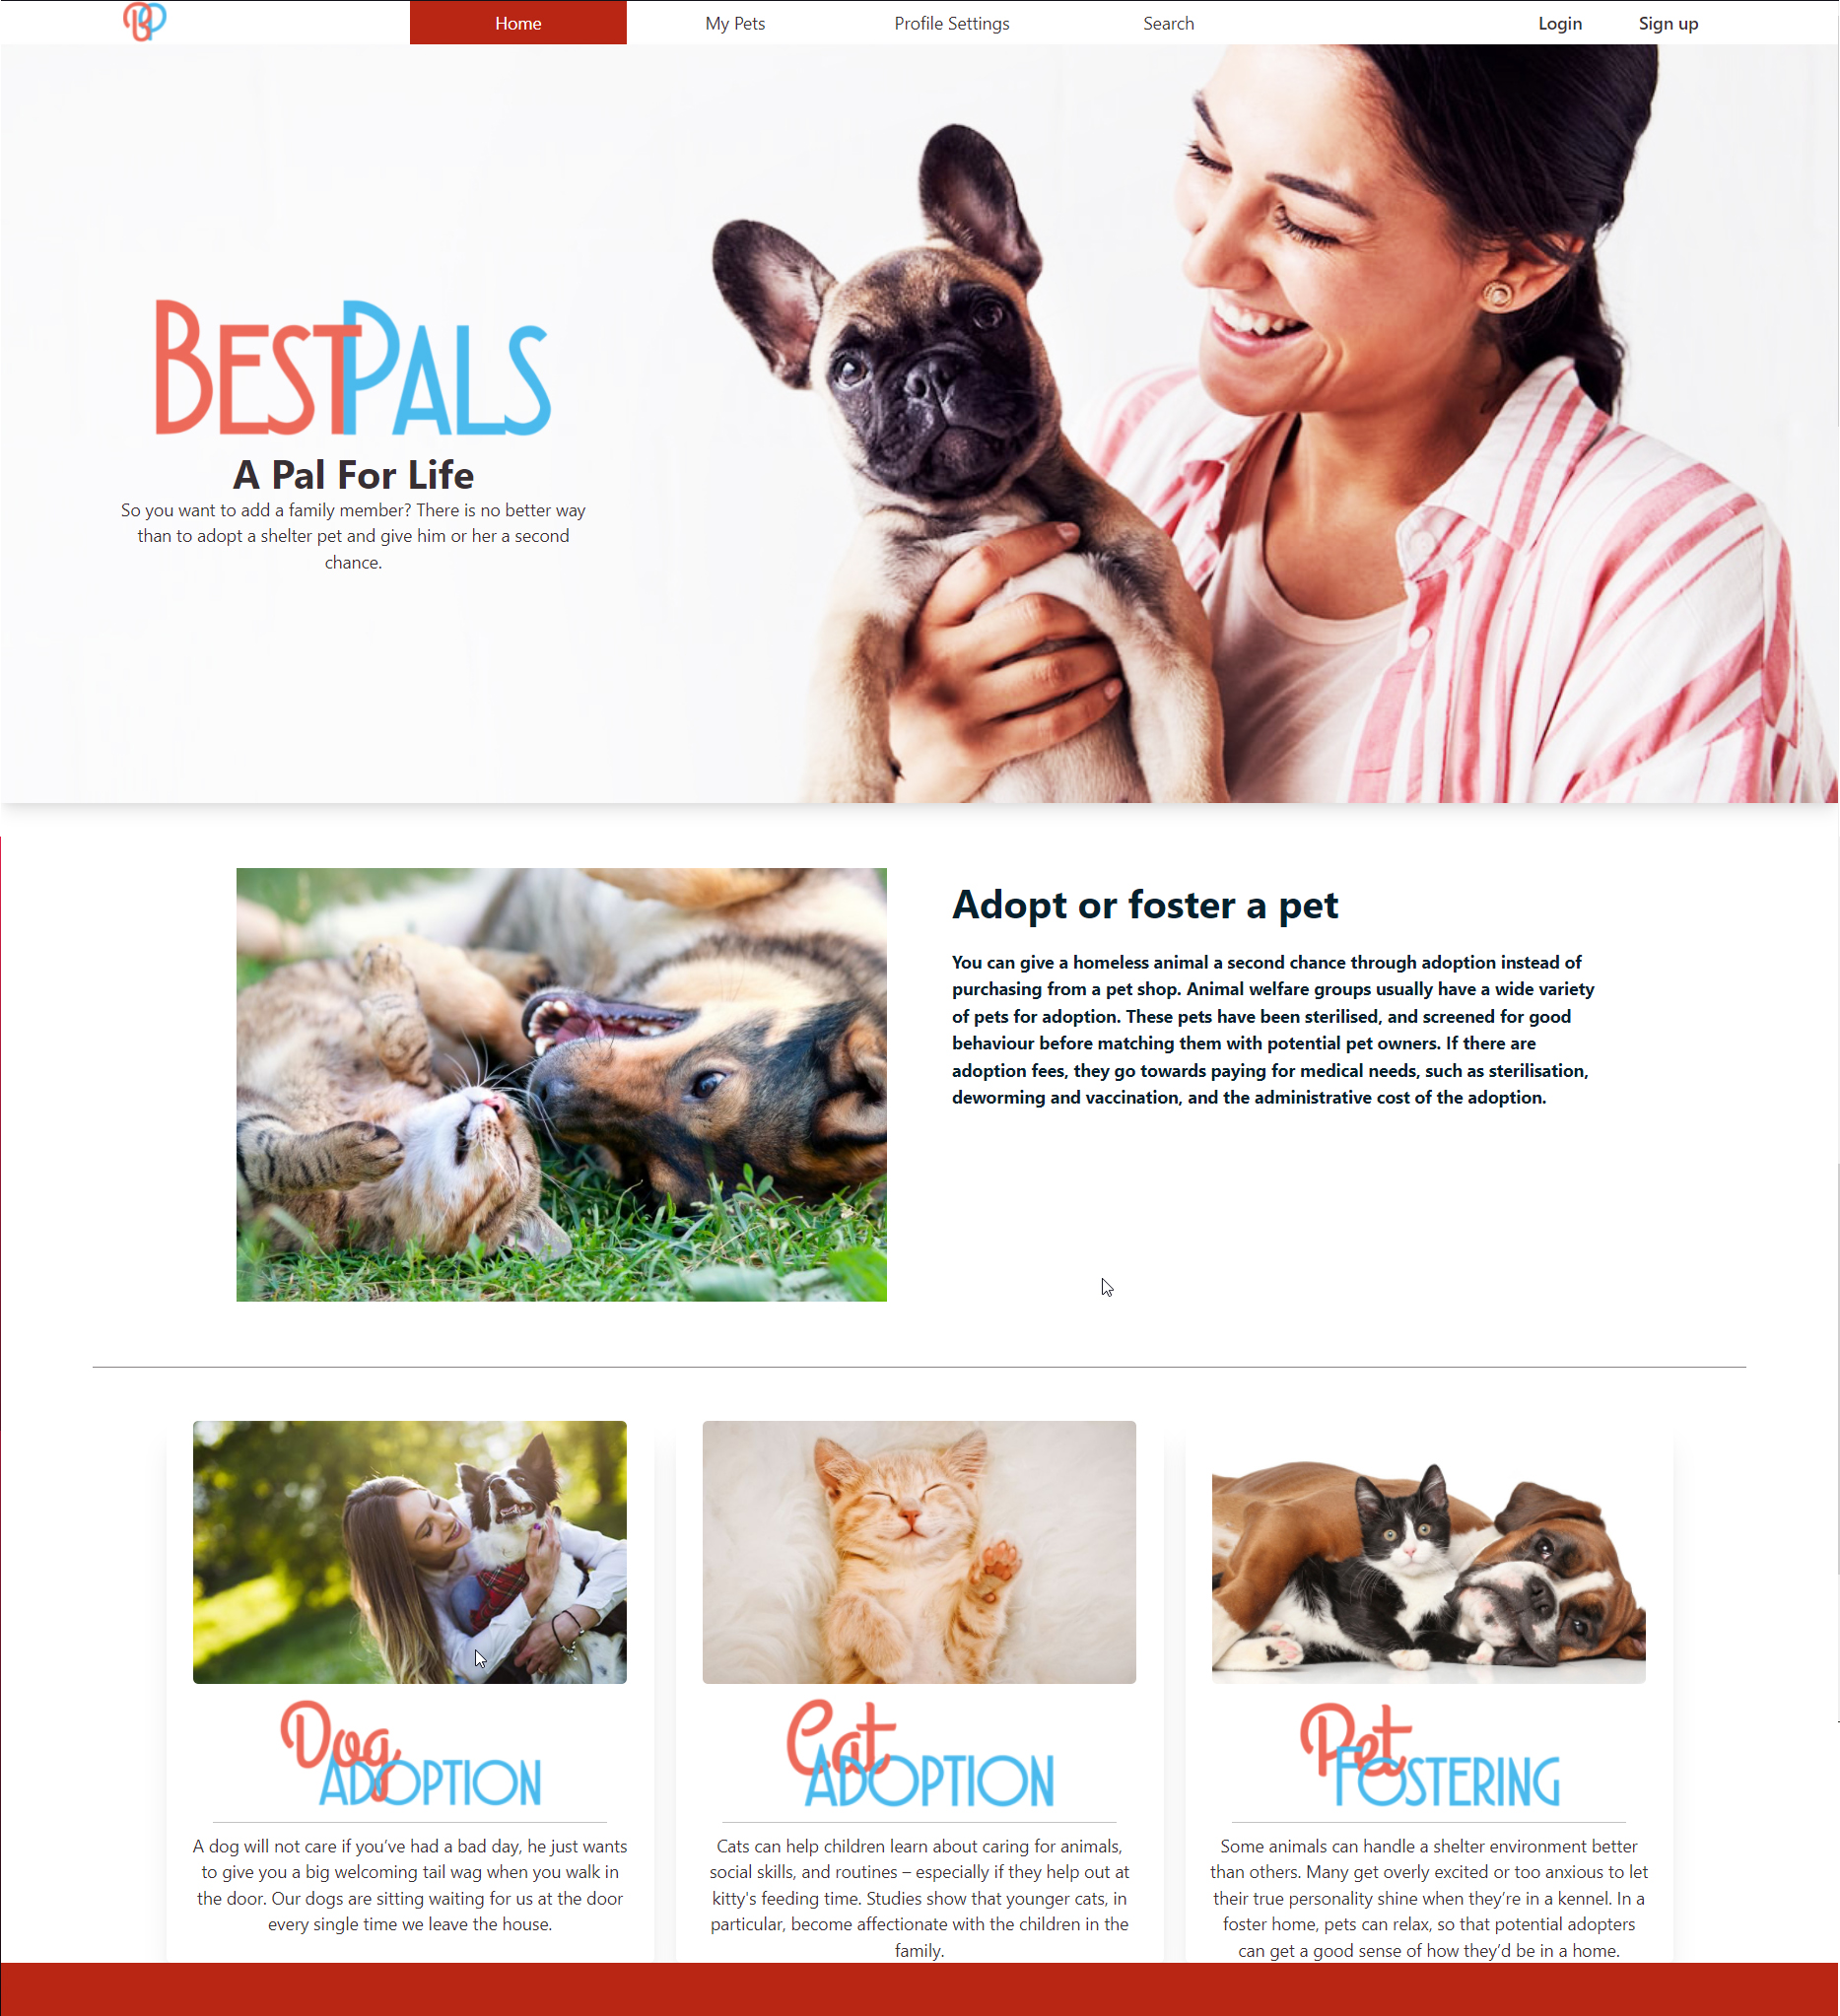 BP
Home
My Pets
Profile Settings
Search
Login
Sign up
BESTPALS
A Pal For Life
So you want to add a family member? There is no better way
than to adopt a shelter pet and give him or her a second
chance.
Adopt or foster a pet
You can give a homeless animal a second chance through adoption instead of
purchasing from a pet shop. Animal welfare groups usually have a wide variety
of pets for adoption. These pets have been sterilised, and screened for good
behaviour before matching them with potential pet owners. If there are
adoption fees, they go towards paying for medical needs, such as sterilisation,
deworming and vaccination, and the administrative cost of the adoption.
Dog
ADOPTION
A dog will not care if you’ve had a bad day, he just wants
to give you a big welcoming tail wag when you walk in
the door. Our dogs are sitting waiting for us at the door
every single time we leave the house.
Cat
ADOPTION
Cats can help children learn about caring for animals,
social skills, and routines – especially if they help out at
kitty's feeding time. Studies show that younger cats, in
particular, become affectionate with the children in the
family.
Pet
FOSTERING
Some animals can handle a shelter environment better
than others. Many get overly excited or too anxious to let
their true personality shine when they’re in a kennel. In a
foster home, pets can relax, so that potential adopters
can get a good sense of how they’d be in a home.